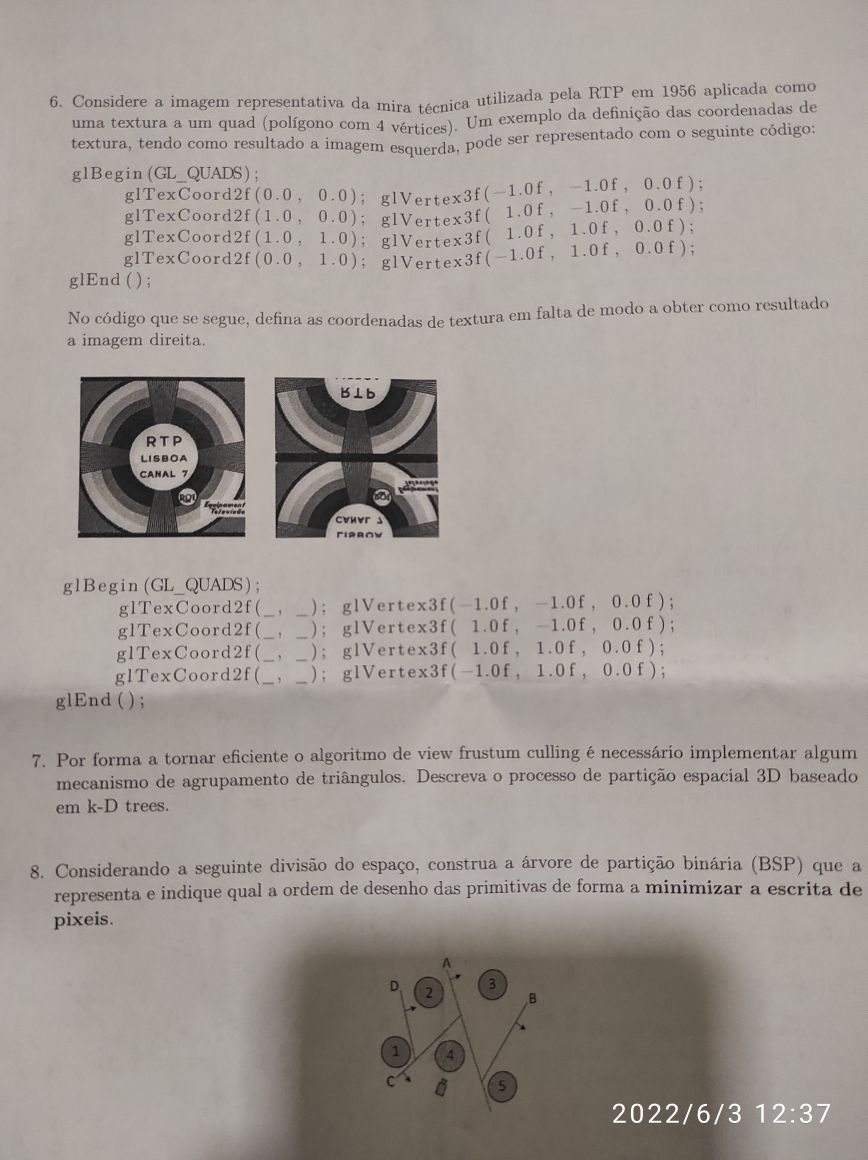 6. Considere a imagem representativa da mira técnica utilizada pela RTP em 1956 aplicada como
uma textura a um quad (polígono com 4 vértices). Um exemplo da definição das coordenadas de
textura, tendo como resultado a imagem esquerda, pode ser representado com o seguinte código:
glBegin(GL_QUADS);
glTexCoord2f(0.0, 0.0); glVertex3f(-1.0f, -1.0f, 0.0f);
glTexCoord2f(1.0, 0.0); glVertex3f( 1.0f, -1.0f, 0.0f);
glTexCoord2f(1.0, 1.0); glVertex3f( 1.0f, 1.0f, 0.0f);
glTexCoord2f(0.0, 1.0); glVertex3f(-1.0f, 1.0f, 0.0f);
glEnd();
No código que se segue, defina as coordenadas de textura em falta de modo a obter como resultado
a imagem direita.
RTP
LISBOA
CANAL 7
Equipament
Televisão
RTP
Televisão
Equipament
CANAL 7
LISBOA
glBegin(GL_QUADS);
glTexCoord2f(_, _); glVertex3f(-1.0f, -1.0f, 0.0f);
glTexCoord2f(_, _); glVertex3f( 1.0f, -1.0f, 0.0f);
glTexCoord2f(_, _); glVertex3f( 1.0f, 1.0f, 0.0f);
glTexCoord2f(_, _); glVertex3f(-1.0f, 1.0f, 0.0f);
glEnd();
7. Por forma a tornar eficiente o algoritmo de view frustum culling é necessário implementar algum
mecanismo de agrupamento de triângulos. Descreva o processo de partição espacial 3D baseado
em k-D trees.
8. Considerando a seguinte divisão do espaço, construa a árvore de partição binária (BSP) que a
representa e indique qual a ordem de desenho das primitivas de forma a minimizar a escrita de
pixeis.
A
D
2
3
B
1
4
C
5
2022/6/3 12:37